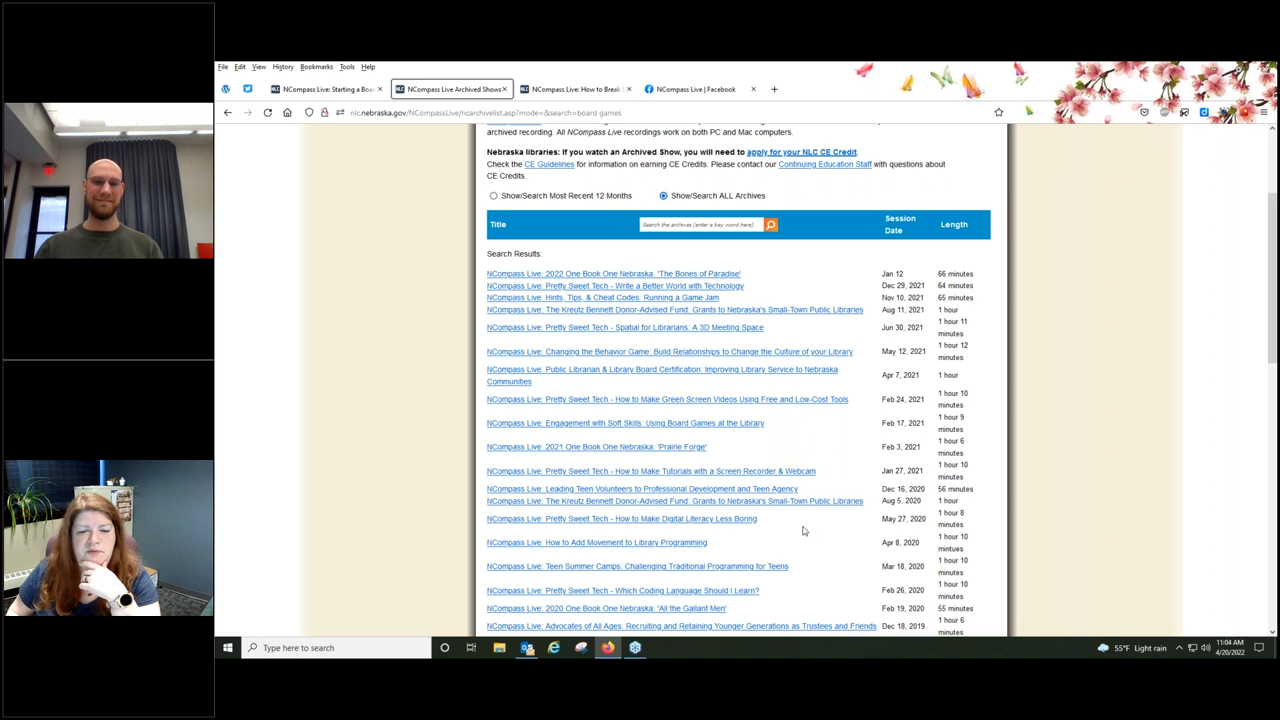 File Edit View History Bookmarks Tools Help
NCompass Live: Starting a Boar
NCompass Live Archived Shows
NCompass Live: How to Break
NCompass Live | Facebook
nlc.nebraska.gov/NCompassLive/ncarchivelist.asp?mode=&search=board games
archived recording. All NCompass Live recordings work on both PC and Mac computers.
Nebraska libraries: If you watch an Archived Show, you will need to apply for your NLC CE Credit.
Check the CE Guidelines for information on earning CE Credits. Please contact our Continuing Education Staff with questions about
CE Credits.
Show/Search Most Recent 12 Months Show/Search ALL Archives
Title Search the archives (enter a key word here) Session Date Length
Search Results:
NCompass Live: 2022 One Book One Nebraska: 'The Bones of Paradise' Jan 12 66 minutes
NCompass Live: Pretty Sweet Tech - Write a Better World with Technology Dec 29, 2021 64 minutes
NCompass Live: Hints, Tips, & Cheat Codes: Running a Game Jam Nov 10, 2021 65 minutes
NCompass Live: The Kreutz Bennett Donor-Advised Fund: Grants to Nebraska's Small-Town Public Libraries Aug 11, 2021 1 hour
NCompass Live: Pretty Sweet Tech - Spatial for Librarians: A 3D Meeting Space Jun 30, 2021 1 hour 11 minutes
NCompass Live: Changing the Behavior Game: Build Relationships to Change the Culture of your Library May 12, 2021 1 hour 12 minutes
NCompass Live: Public Librarian & Library Board Certification: Improving Library Service to Nebraska
Communities Apr 7, 2021 1 hour
NCompass Live: Pretty Sweet Tech - How to Make Green Screen Videos Using Free and Low-Cost Tools Feb 24, 2021 1 hour 10 minutes
NCompass Live: Engagement with Soft Skills: Using Board Games at the Library Feb 17, 2021 1 hour 9 minutes
NCompass Live: 2021 One Book One Nebraska: 'Prairie Forge' Feb 3, 2021 1 hour 6 minutes
NCompass Live: Pretty Sweet Tech - How to Make Tutorials with a Screen Recorder & Webcam Jan 27, 2021 1 hour 10 minutes
NCompass Live: Leading Teen Volunteers to Professional Development and Teen Agency Dec 16, 2020 56 minutes
NCompass Live: The Kreutz Bennett Donor-Advised Fund: Grants to Nebraska's Small-Town Public Libraries Aug 5, 2020 1 hour
NCompass Live: Pretty Sweet Tech - How to Make Digital Literacy Less Boring May 27, 2020 1 hour 8 minutes
NCompass Live: How to Add Movement to Library Programming Apr 8, 2020 1 hour 10 mintues
NCompass Live: Teen Summer Camps: Challenging Traditional Programming for Teens Mar 18, 2020 1 hour 10 minutes
NCompass Live: Pretty Sweet Tech - Which Coding Language Should I Learn? Feb 26, 2020 1 hour 10 minutes
NCompass Live: 2020 One Book One Nebraska: 'All the Gallant Men' Feb 19, 2020 55 minutes
NCompass Live: Advocates of All Ages: Recruiting and Retaining Younger Generations as Trustees and Friends Dec 18, 2019 1 hour 6 minutes
Type here to search
55°F Light rain
11:04 AM
4/20/2022